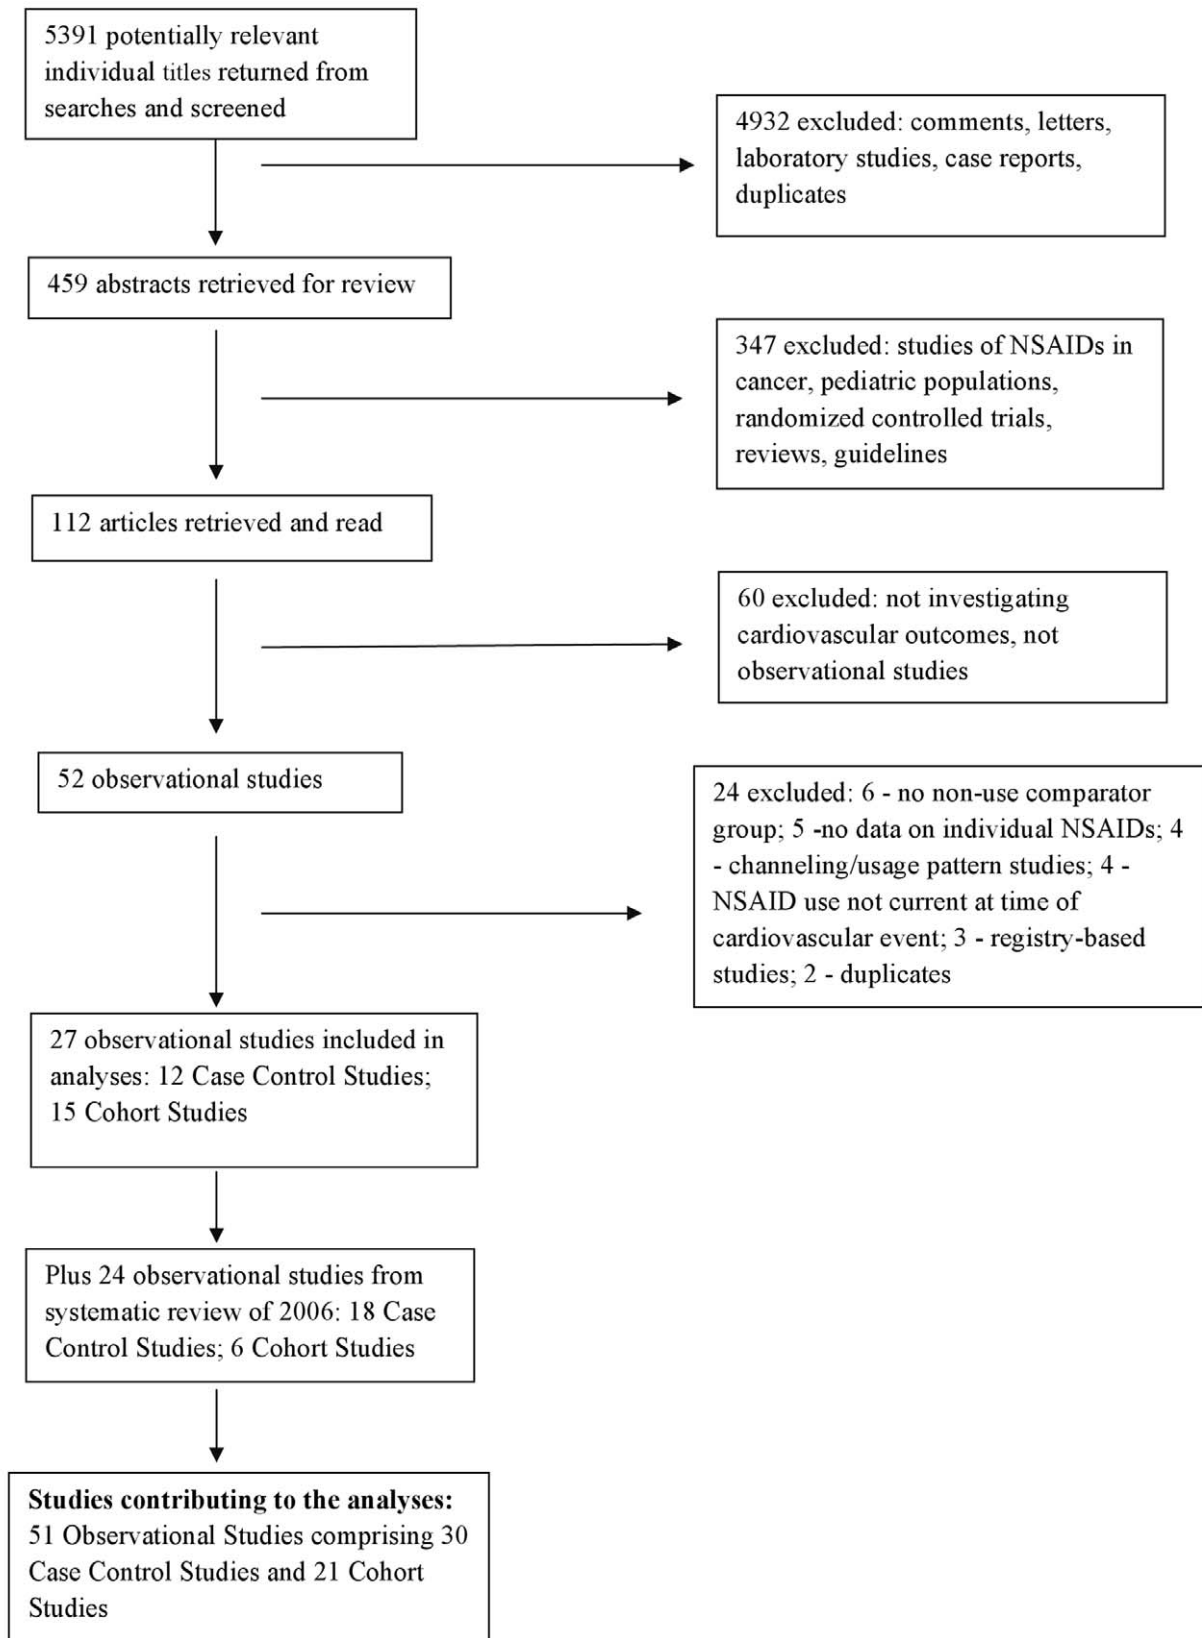 5391 potentially relevant
individual titles returned from
searches and screened
4932 excluded: comments, letters,
laboratory studies, case reports,
duplicates
459 abstracts retrieved for review
347 excluded: studies of NSAIDs in
cancer, pediatric populations,
randomized controlled trials,
reviews, guidelines
112 articles retrieved and read
60 excluded: not investigating
cardiovascular outcomes, not
observational studies
52 observational studies
24 excluded: 6 - no non-use comparator
group; 5 -no data on individual NSAIDs; 4
- channeling/usage pattern studies; 4 -
NSAID use not current at time of
cardiovascular event; 3 - registry-based
studies; 2 - duplicates
27 observational studies included in
analyses: 12 Case Control Studies;
15 Cohort Studies
Plus 24 observational studies from
systematic review of 2006: 18 Case
Control Studies; 6 Cohort Studies
Studies contributing to the analyses:
51 Observational Studies comprising 30
Case Control Studies and 21 Cohort
Studies